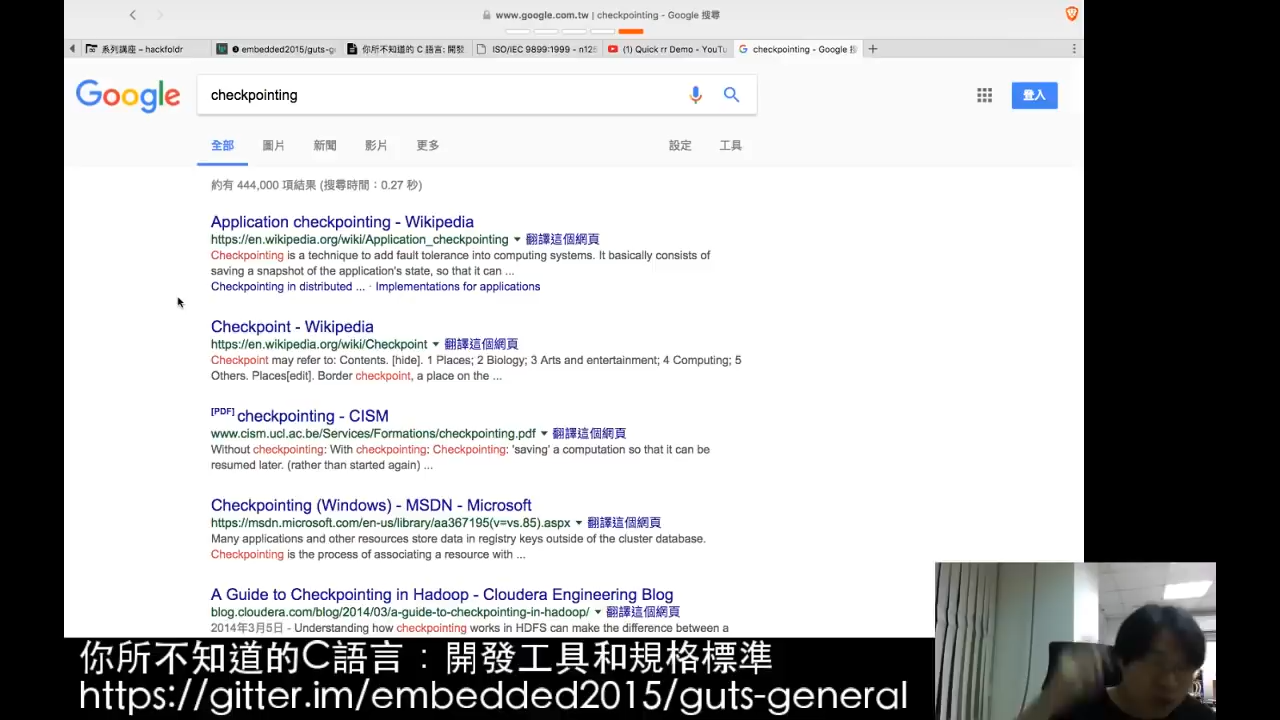 www.google.com.tw | checkpointing - Google 搜尋
系列講座 – hackfoldr
embedded2015/guts-g
你所不知道的 C 語言: 開發
ISO/IEC 9899:1999 - n125
(1) Quick rr Demo - YouTu
checkpointing - Google 搜
Google
checkpointing
登入
全部 圖片 新聞 影片 更多 設定 工具
約有 444,000 項結果 (搜尋時間：0.27 秒)
Application checkpointing - Wikipedia
https://en.wikipedia.org/wiki/Application_checkpointing 翻譯這個網頁
Checkpointing is a technique to add fault tolerance into computing systems. It basically consists of
saving a snapshot of the application's state, so that it can ...
Checkpointing in distributed ... · Implementations for applications
Checkpoint - Wikipedia
https://en.wikipedia.org/wiki/Checkpoint 翻譯這個網頁
Checkpoint may refer to: Contents. [hide]. 1 Places; 2 Biology; 3 Arts and entertainment; 4 Computing; 5
Others. Places[edit]. Border checkpoint, a place on the ...
[PDF] checkpointing - CISM
www.cism.ucl.ac.be/Services/Formations/checkpointing.pdf 翻譯這個網頁
Without checkpointing: With checkpointing: Checkpointing: 'saving' a computation so that it can be
resumed later. (rather than started again) ...
Checkpointing (Windows) - MSDN - Microsoft
https://msdn.microsoft.com/en-us/library/aa367195(v=vs.85).aspx 翻譯這個網頁
Many applications and other resources store data in registry keys outside of the cluster database.
Checkpointing is the process of associating a resource with ...
A Guide to Checkpointing in Hadoop - Cloudera Engineering Blog
blog.cloudera.com/blog/2014/03/a-guide-to-checkpointing-in-hadoop/ 翻譯這個網頁
2014年3月5日 - Understanding how checkpointing works in HDFS can make the difference between a
你所不知道的C語言：開發工具和規格標準
https://gitter.im/embedded2015/guts-general